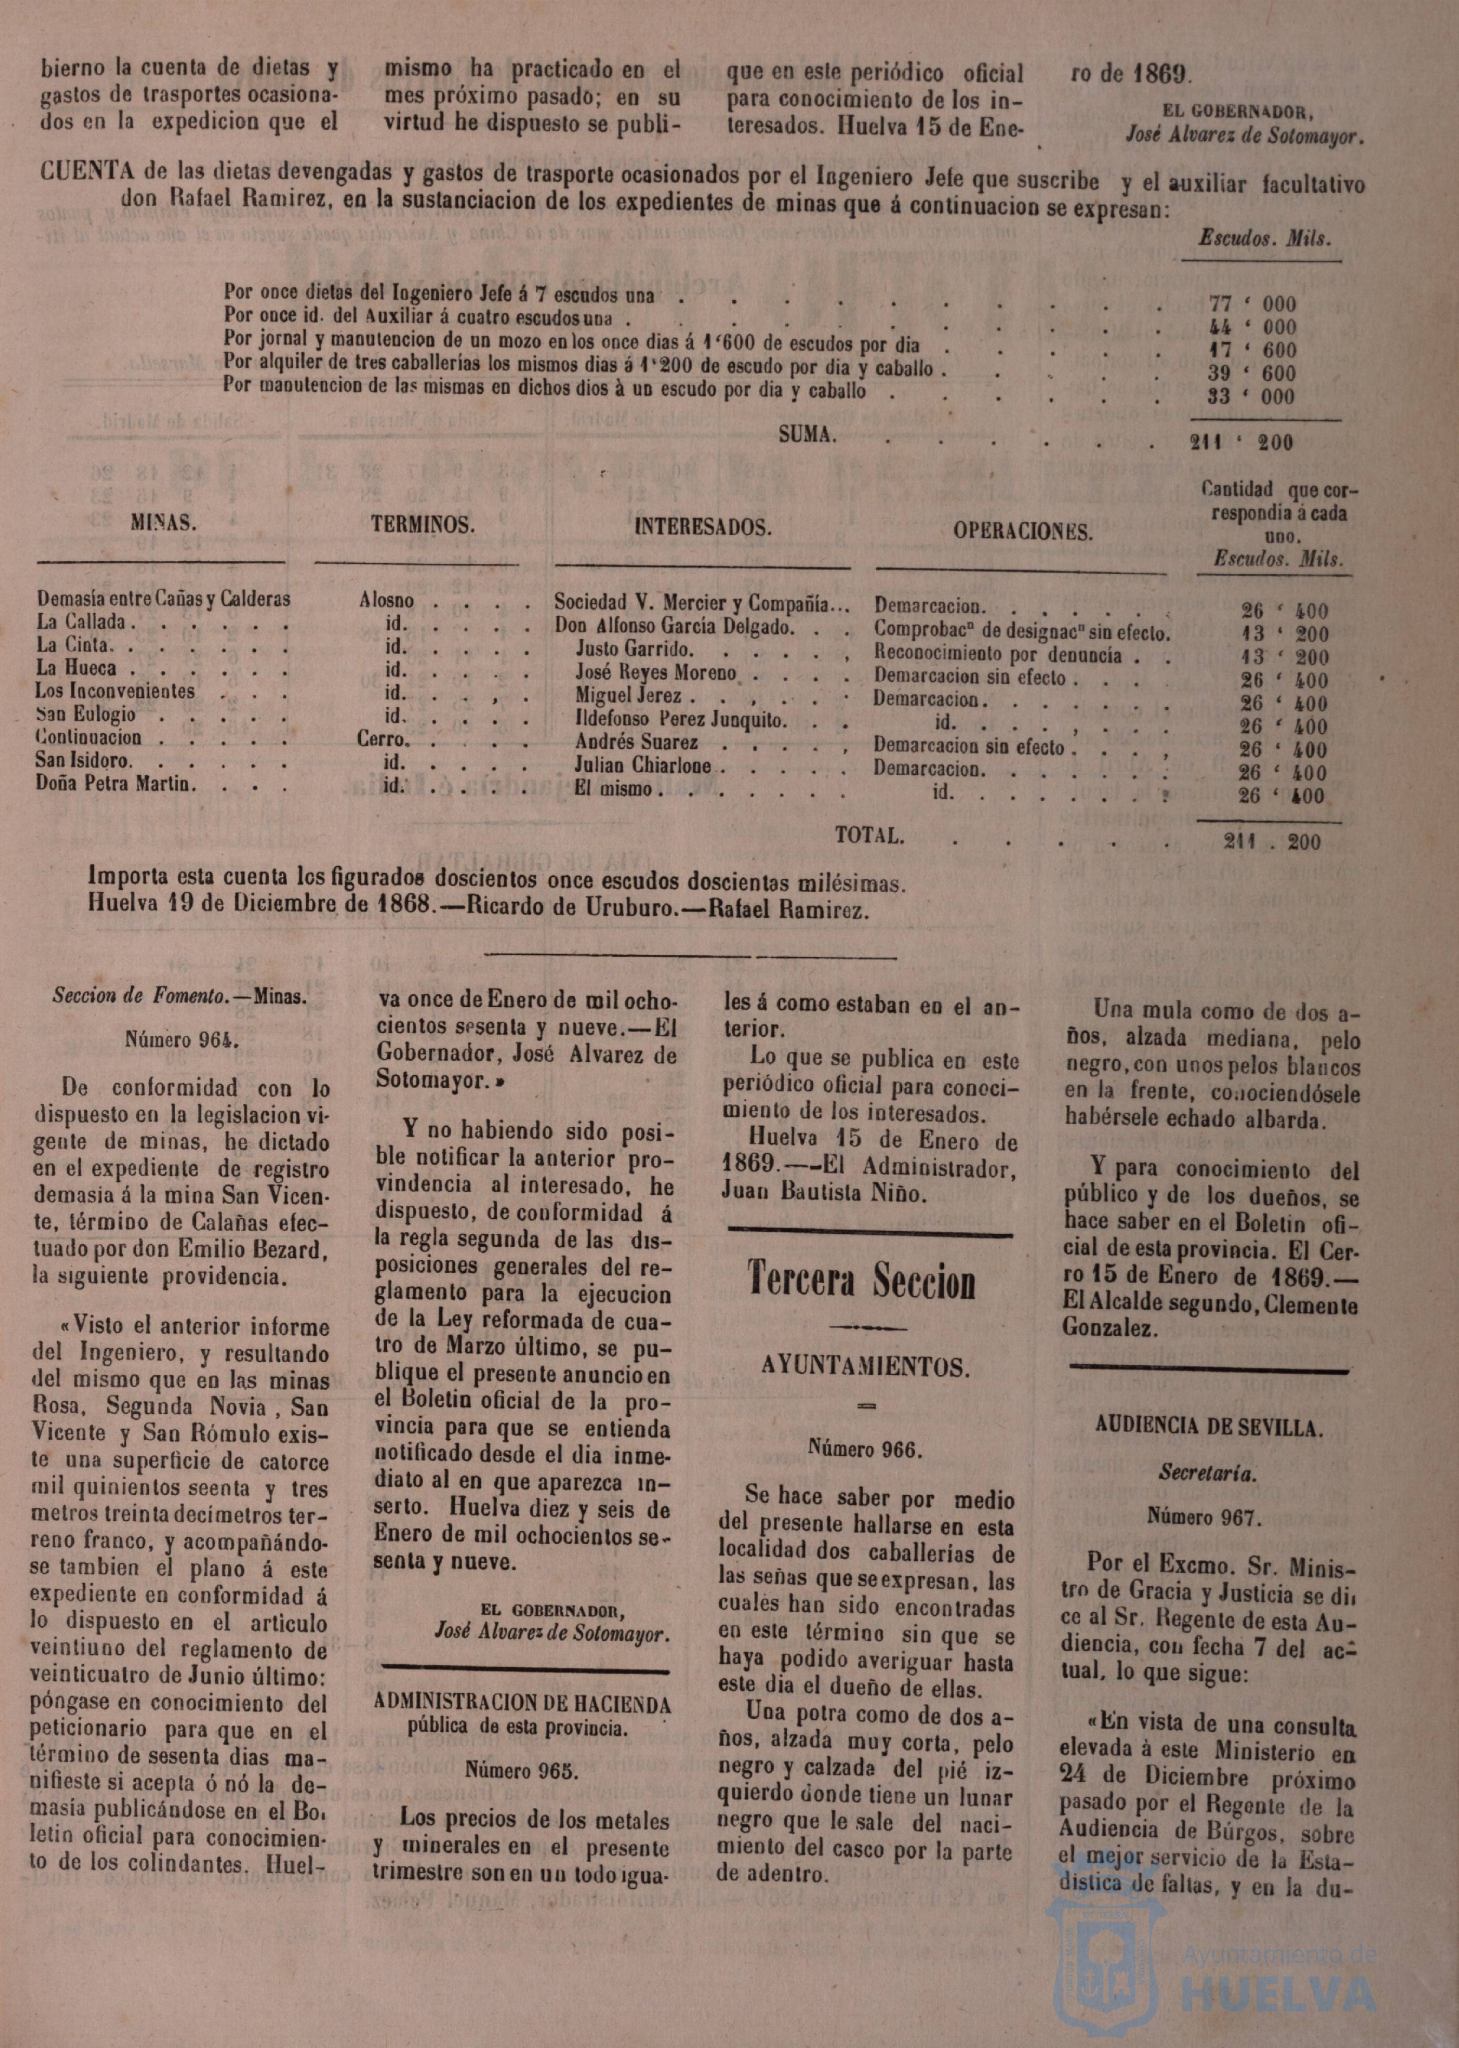 bierno la cuenta de dietas y
gastos de trasportes ocasiona-
dos en la expedicion que el
mismo ha practicado en el
mes próximo pasado; en su
virtud he dispuesto se publi-
que en este periódico oficial
para conocimiento de los in-
teresados. Huelva 15 de Ene-
ro de 1869.
EL GOBERNADOR,
José Alvarez de Sotomayor.
CUENTA de las dietas devengadas y gastos de trasporte ocasionados por el Ingeniero Jefe que suscribe y el auxiliar facultativo
don Rafael Ramirez, en la sustanciacion de los expedientes de minas que á continuacion se expresan:
Escudos. Mils.
Por once dietas del Ingeniero Jefe á 7 escudos una . . . . . . . . . . 77 ‘ 000
Por once id. del Auxiliar á cuatro escudos una . . . . . . . . . . . 44 ‘ 000
Por jornal y manutencion de un mozo en los once dias á 1‘600 de escudos por dia . . . . . 17 ‘ 600
Por alquiler de tres caballerías los mismos dias á 1‘200 de escudo por dia y caballo . . . . . 39 ‘ 600
Por manutencion de las mismas en dichos dios à un escudo por dia y caballo . . . . . . 33 ‘ 000
SUMA. . . . . . . 211 ‘ 200
MINAS. TERMINOS. INTERESADOS. OPERACIONES. Cantidad que cor-
respondía á cada
uno.
Escudos. Mils.
Demasía entre Cañas y Calderas Alosno . . . . Sociedad V. Mercier y Compañía... Demarcacion. . . . . . . 26 ‘ 400
La Callada . . . . . . id. . . . . Don Alfonso García Delgado. . . Comprobacⁿ de designacⁿ sin efecto. 13 ‘ 200
La Cinta. . . . . . . id. . . . . Justo Garrido. . . . . , Reconocimiento por denuncía . . 13 ‘ 200
La Hueca . . . . . . id. . . . . José Reyes Moreno . . . . Demarcacion sin efecto . . . 26 ‘ 400
Los Inconvenientes . . . id. . . , . Miguel Jerez . . . , . . Demarcacion. . . . . . . 26 ‘ 400
San Eulogio . . . . . id. . . . . Ildefonso Perez Junquito. . . id. . . . , . . 26 ‘ 400
Continuacion . . . . . Cerro. . . . . Andrés Suarez . . . . , Demarcacion sin efecto . . . , 26 ‘ 400
San Isidoro. . . . . . id. . . . . Julian Chiarlone . . . . . Demarcacion. . . . . . . 26 ‘ 400
Doña Petra Martin. . . . id. . . . . El mismo . . . . . . . id. . . . . . . 26 ‘ 400
TOTAL. . . . . . 211 . 200
Importa esta cuenta los figurados doscientos once escudos doscientas milésimas.
Huelva 19 de Diciembre de 1868.—Ricardo de Uruburo.—Rafael Ramirez.
Seccion de Fomento.—Minas.
Número 964.
De conformidad con lo
dispuesto en la legislacion vi-
gente de minas, he dictado
en el expediente de registro
demasia á la mina San Vicen-
te, término de Calañas efec-
tuado por don Emilio Bezard,
la siguiente providencia.
«Visto el anterior informe
del Ingeniero, y resultando
del mismo que en las minas
Rosa, Segunda Novia , San
Vicente y San Rómulo exis-
te una superficie de catorce
mil quinientos seenta y tres
metros treinta decímetros ter-
reno franco, y acompañándo-
se tambien el plano á este
expediente en conformidad á
lo dispuesto en el articulo
veintiuno del reglamento de
veinticuatro de Junio último:
póngase en conocimiento del
peticionario para que en el
término de sesenta dias ma-
nifieste si acepta ó nó la de-
masía publicándose en el Bo-
letin oficial para conocimien-
to de los colindantes. Huel-
va once de Enero de mil ocho-
cientos sesenta y nueve.—El
Gobernador, José Alvarez de
Sotomayor.»
Y no habiendo sido posi-
ble notificar la anterior pro-
vindencia al interesado, he
dispuesto, de conformidad á
la regla segunda de las dis-
posiciones generales del re-
glamento para la ejecucion
de la Ley reformada de cua-
tro de Marzo último, se pu-
blique el presente anuncio en
el Boletin oficial de la pro-
vincia para que se entienda
notificado desde el dia inme-
diato al en que aparezca in-
serto. Huelva diez y seis de
Enero de mil ochocientos se-
senta y nueve.
EL GOBERNADOR,
José Alvarez de Sotomayor.
ADMINISTRACION DE HACIENDA
pública de esta provincia.
Número 965.
Los precios de los metales
y minerales en el presente
trimestre son en un todo igua-
les á como estaban en el an-
terior.
Lo que se publica en este
periódico oficial para conoci-
miento de los interesados.
Huelva 15 de Enero de
1869.—-El Administrador,
Juan Bautista Niño.
Tercera Seccion
AYUNTAMIENTOS.
Número 966.
Se hace saber por medio
del presente hallarse en esta
localidad dos caballerias de
las señas que se expresan, las
cuales han sido encontradas
en este término sin que se
haya podido averiguar hasta
este dia el dueño de ellas.
Una potra como de dos a-
ños, alzada muy corta, pelo
negro y calzada del pié iz-
quierdo donde tiene un lunar
negro que le sale del naci-
miento del casco por la parte
de adentro.
Una mula como de dos a-
ños, alzada mediana, pelo
negro, con unos pelos blancos
en la frente, conociendósele
habérsele echado albarda.
Y para conocimiento del
público y de los dueños, se
hace saber en el Boletin ofi-
cial de esta provincia. El Cer-
ro 15 de Enero de 1869.—
El Alcalde segundo, Clemente
Gonzalez.
AUDIENCIA DE SEVILLA.
Secretaría.
Número 967.
Por el Excmo. Sr. Minis-
tro de Gracia y Justicia se di-
ce al Sr. Regente de esta Au-
diencia, con fecha 7 del ac-
tual, lo que sigue:
«En vista de una consulta
elevada à este Ministerio en
24 de Diciembre próximo
pasado por el Regente de la
Audiencia de Búrgos, sobre
el mejor servicio de la Esta-
distica de faltas, y en la du-
Ayuntamiento de
HUELVA